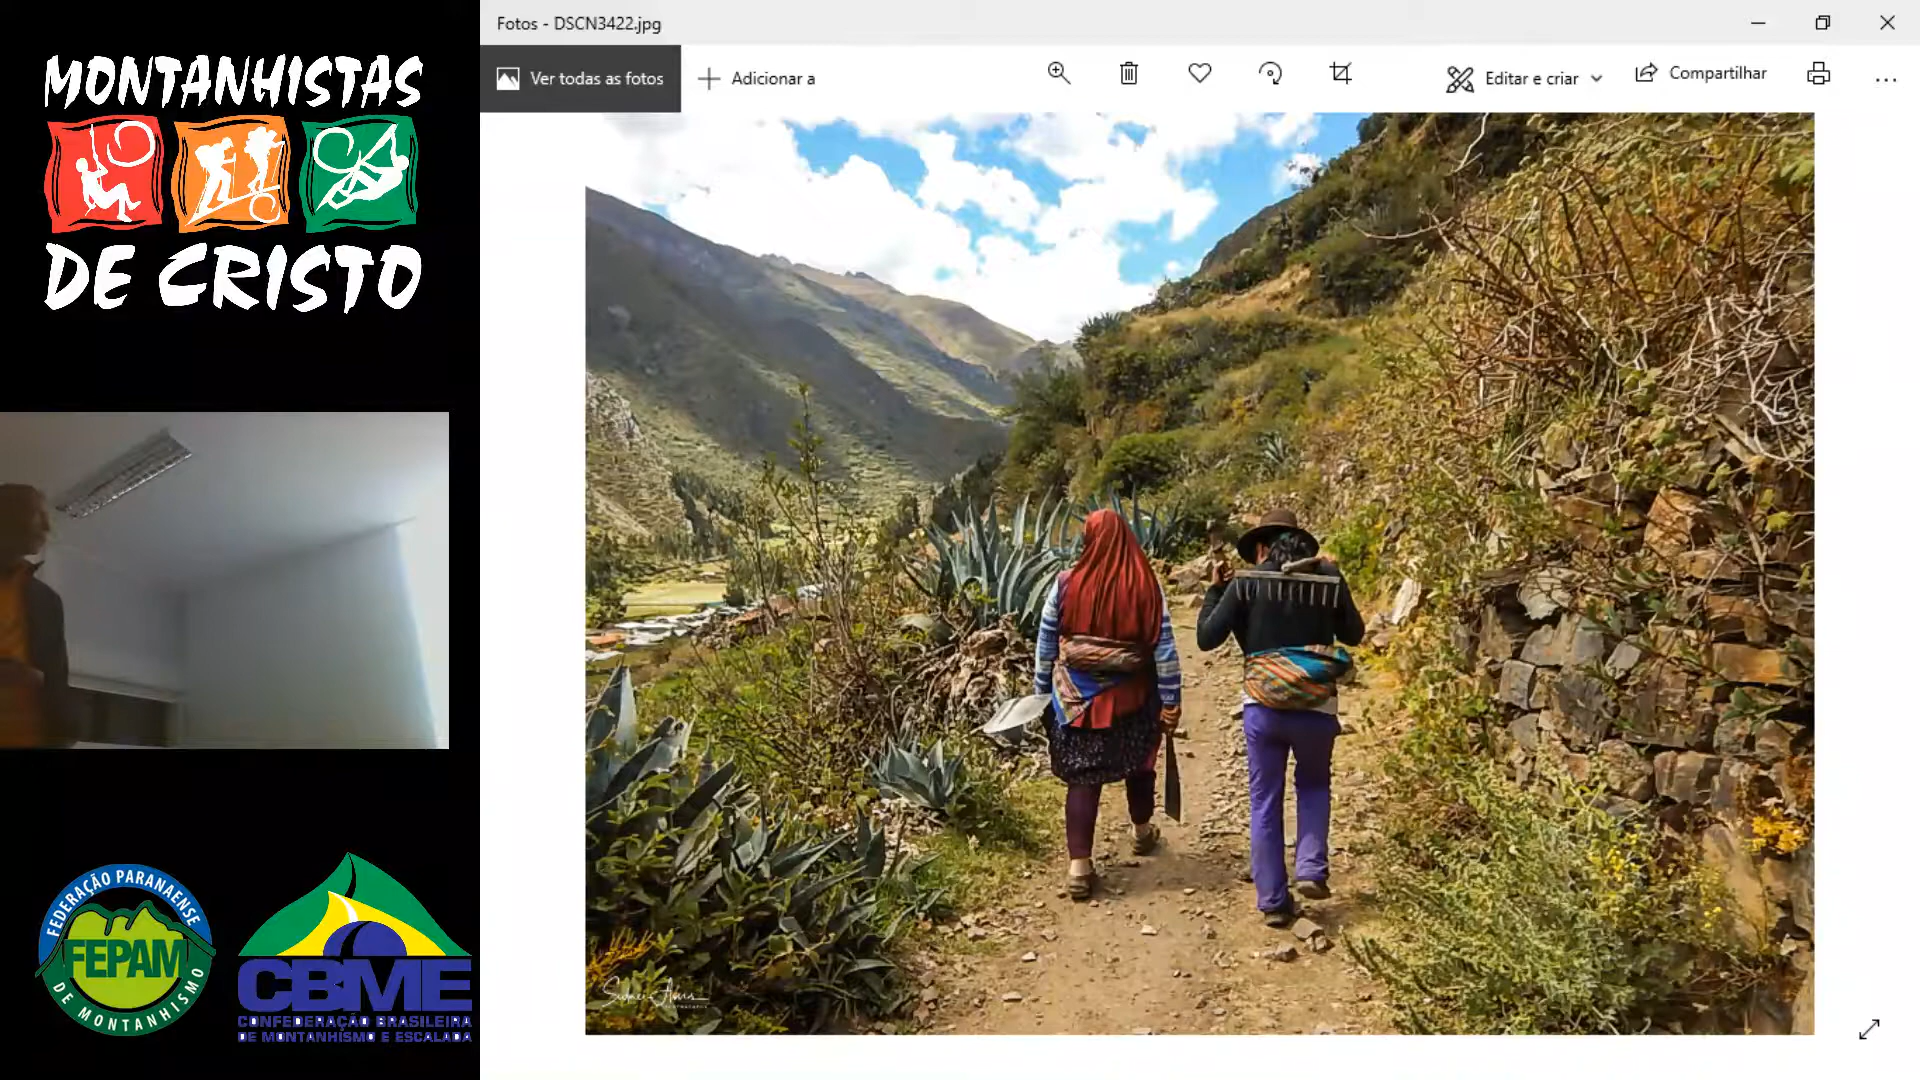 MONTANHISTAS
DE CRISTO
Fotos - DSCN3422.jpg
Ver todas as fotos
Adicionar a
Editar e criar
Compartilhar
FEDERAÇÃO PARANAENSE
FEPAM
DE MONTANHISMO
CBME
CONFEDERAÇÃO BRASILEIRA
DE MONTANHISMO E ESCALADA